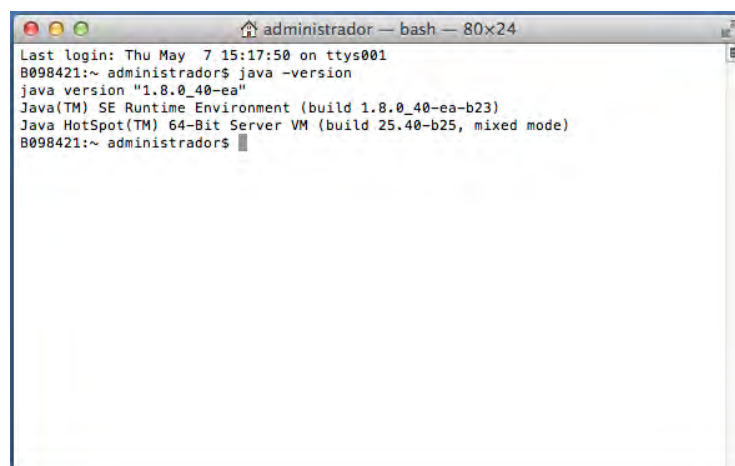 administrador — bash — 80×24
Last login: Thu May  7 15:17:50 on ttys001
B098421:~ administrador$ java -version
java version "1.8.0_40-ea"
Java(TM) SE Runtime Environment (build 1.8.0_40-ea-b23)
Java HotSpot(TM) 64-Bit Server VM (build 25.40-b25, mixed mode)
B098421:~ administrador$